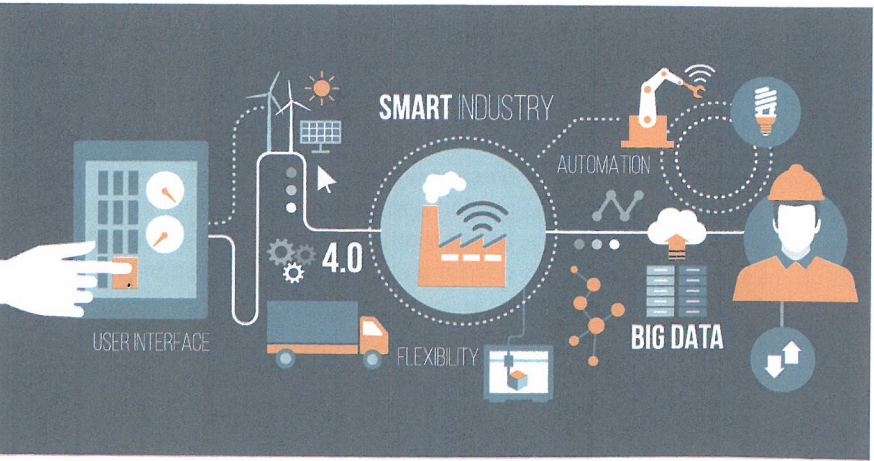 SMART INDUSTRY
AUTOMATION
4.0
USER INTERFACE
FLEXIBILITY
BIG DATA